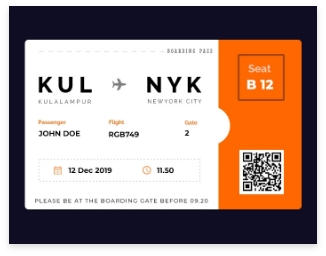 BOARDING PASS
KUL NYK
KULALAMPUR NEWYORK CITY
Passenger Flight Gate
JOHN DOE RGB749 2
12 Dec 2019 11.50
PLEASE BE AT THE BOARDING GATE BEFORE 09.20
Seat
B 12